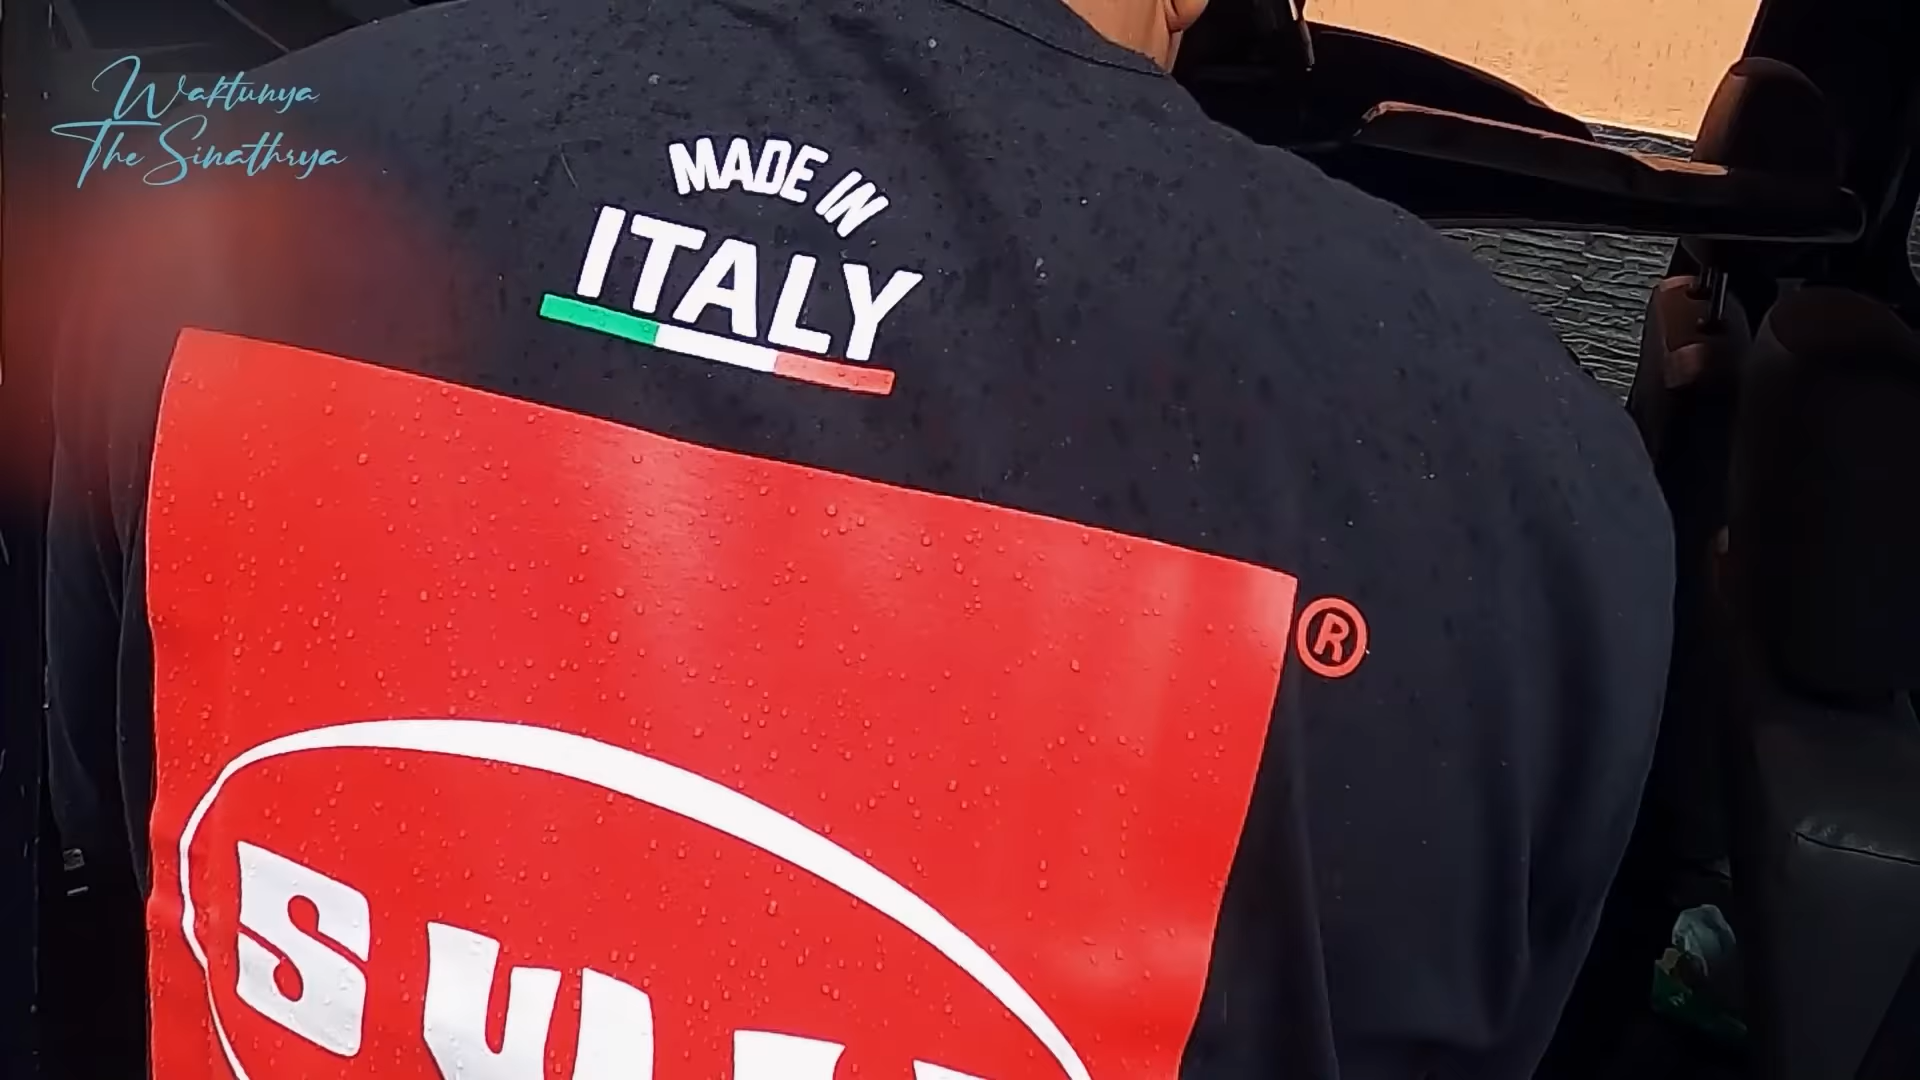 Waktunya
The Sinathrya
MADE IN
ITALY
®